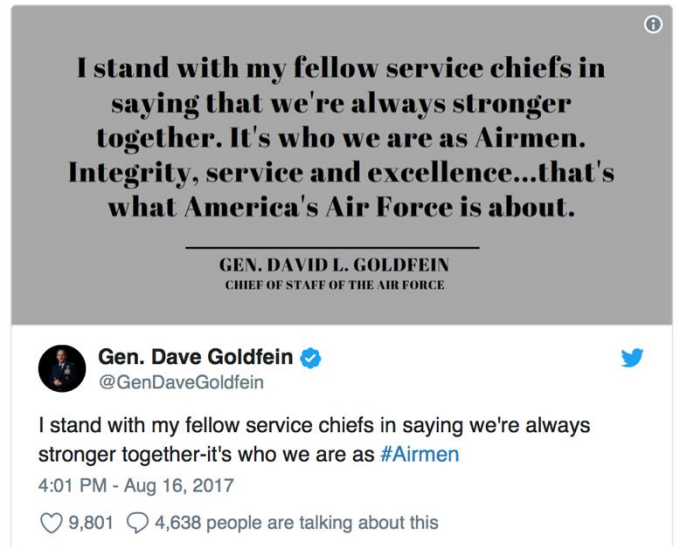 I stand with my fellow service chiefs in
saying that we're always stronger
together. It's who we are as Airmen.
Integrity, service and excellence...that's
what America's Air Force is about.
GEN. DAVID L. GOLDFEIN
CHIEF OF STAFF OF THE AIR FORCE
Gen. Dave Goldfein
@GenDaveGoldfein
I stand with my fellow service chiefs in saying we're always
stronger together-it's who we are as #Airmen
4:01 PM - Aug 16, 2017
9,801 4,638 people are talking about this